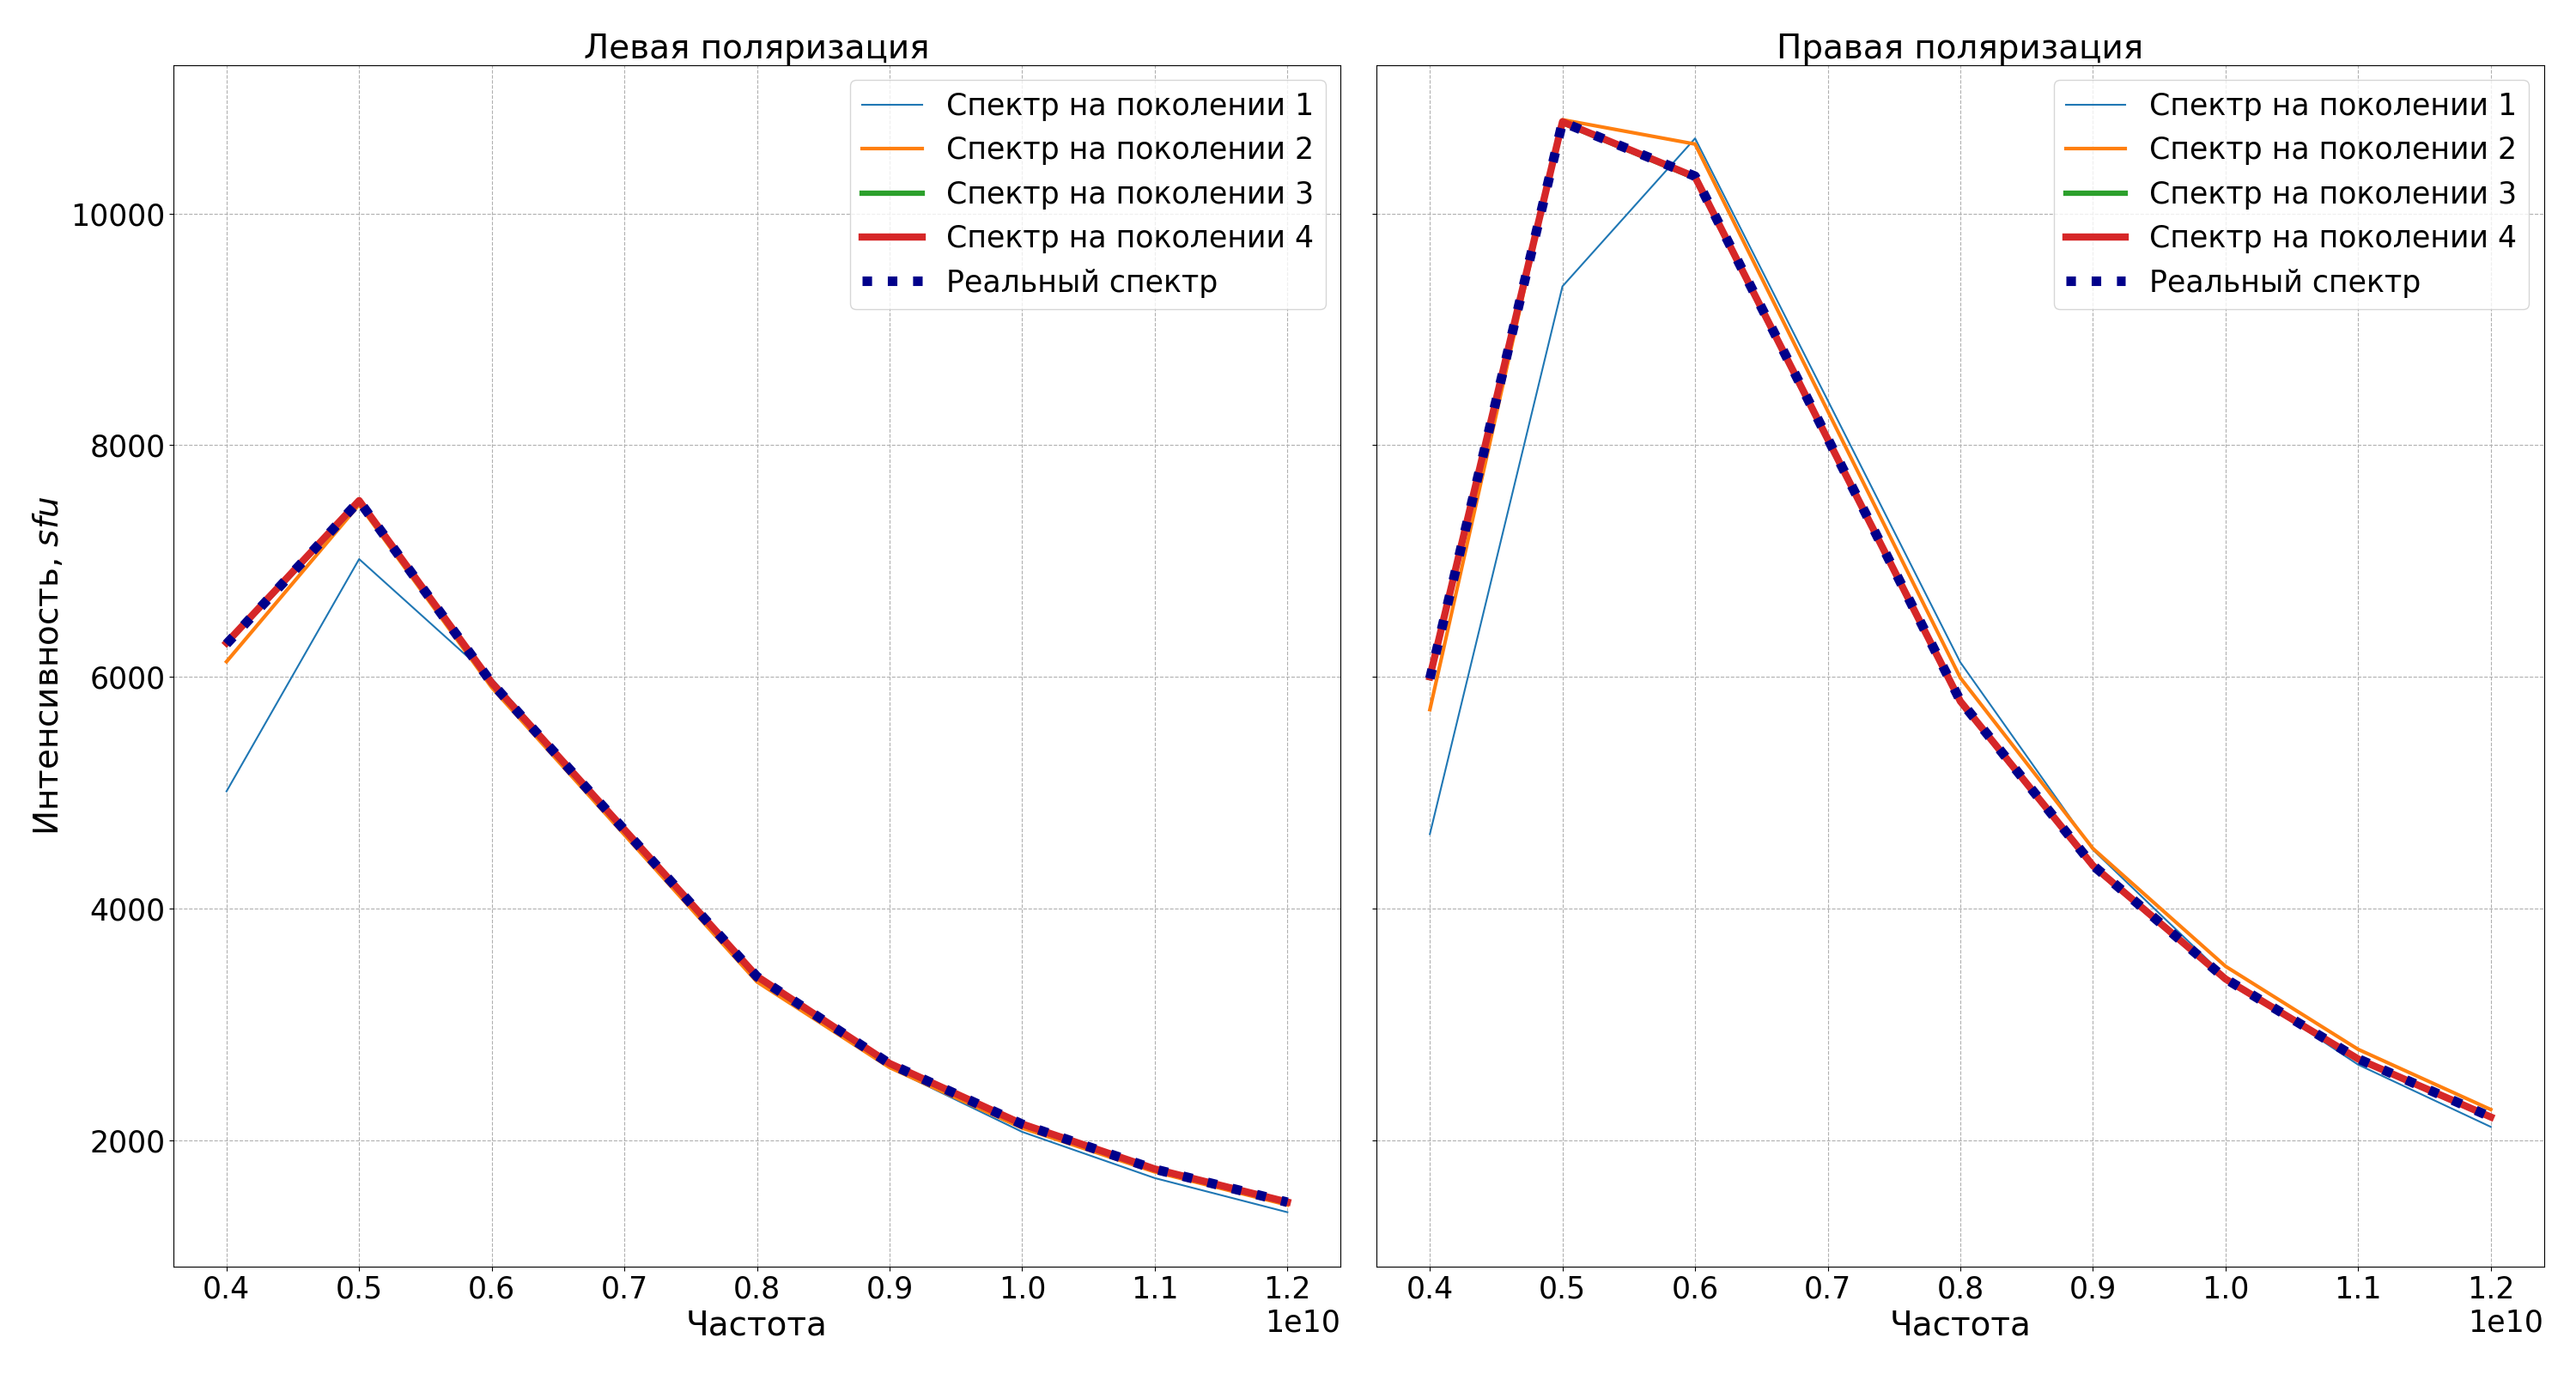 Левая поляризация
Спектр на поколении 1
Спектр на поколении 2
Спектр на поколении 3
Спектр на поколении 4
Реальный спектр
Интенсивность, sfu
10000
8000
6000
4000
2000
0.4 0.5 0.6 0.7 0.8 0.9 1.0 1.1 1.2
1e10
Частота
Правая поляризация
Спектр на поколении 1
Спектр на поколении 2
Спектр на поколении 3
Спектр на поколении 4
Реальный спектр
0.4 0.5 0.6 0.7 0.8 0.9 1.0 1.1 1.2
1e10
Частота